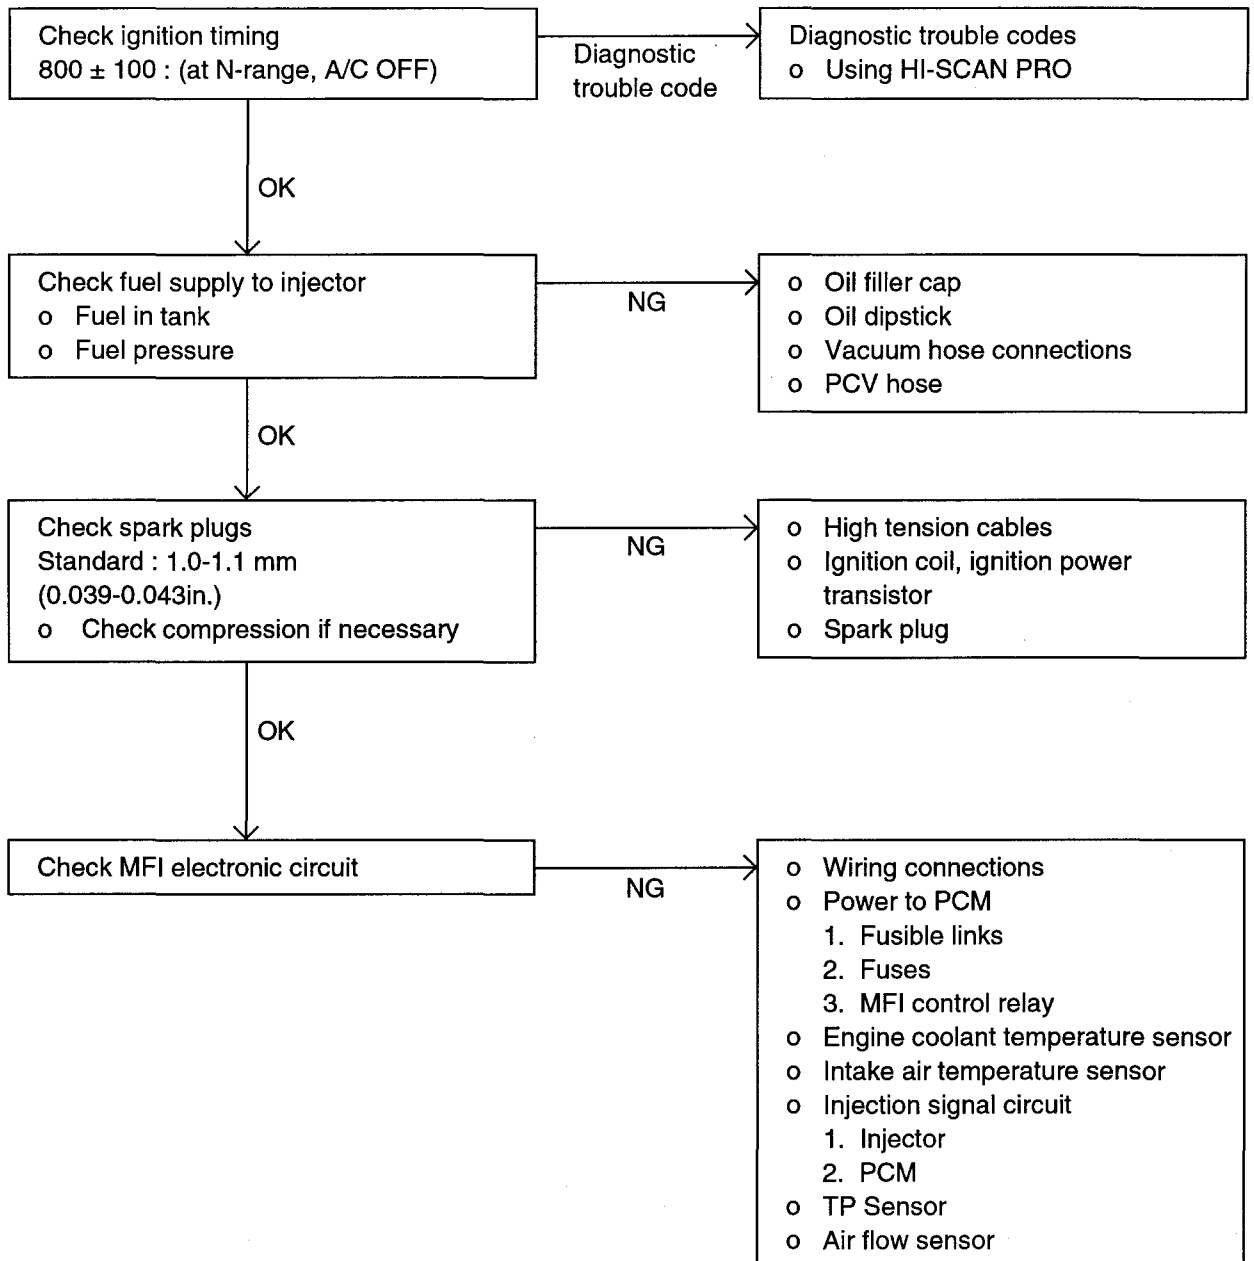 Check ignition timing
800 ± 100 : (at N-range, A/C OFF)
Diagnostic
trouble code
Diagnostic trouble codes
o Using HI-SCAN PRO
OK
Check fuel supply to injector
o Fuel in tank
o Fuel pressure
NG
o Oil filler cap
o Oil dipstick
o Vacuum hose connections
o PCV hose
OK
Check spark plugs
Standard : 1.0-1.1 mm
(0.039-0.043in.)
o Check compression if necessary
NG
o High tension cables
o Ignition coil, ignition power
transistor
o Spark plug
OK
Check MFI electronic circuit
NG
o Wiring connections
o Power to PCM
1. Fusible links
2. Fuses
3. MFI control relay
o Engine coolant temperature sensor
o Intake air temperature sensor
o Injection signal circuit
1. Injector
2. PCM
o TP Sensor
o Air flow sensor